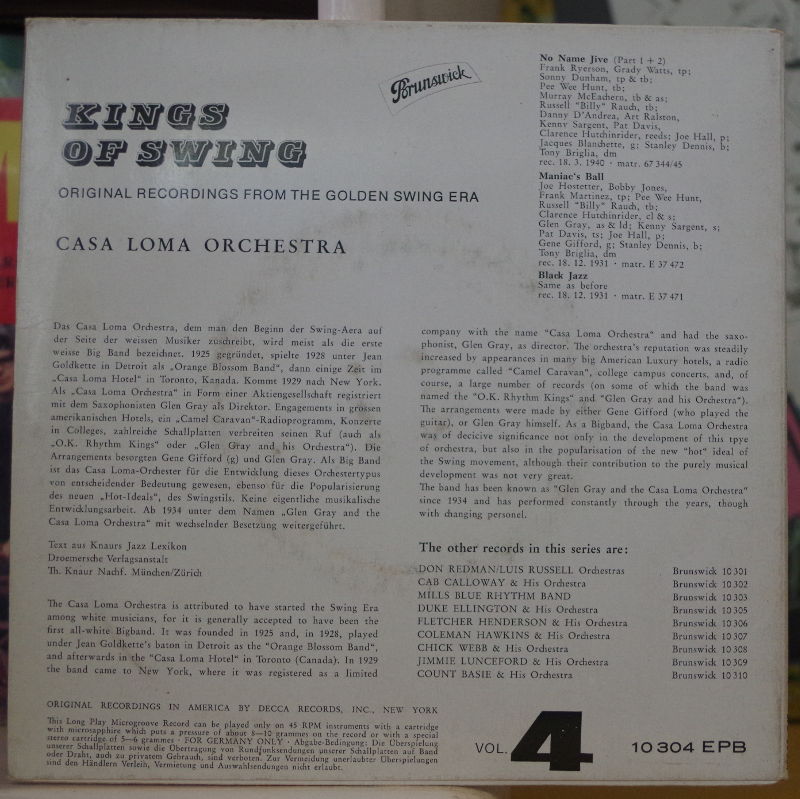 Brunswick
KINGS
OF SWING
ORIGINAL RECORDINGS FROM THE GOLDEN SWING ERA
CASA LOMA ORCHESTRA
No Name Jive (Part 1 + 2)
Frank Ryerson, Grady Watts, tp;
Sonny Dunham, tp & tb;
Pee Wee Hunt, tb;
Murray McEachern, tb & as;
Russell "Billy" Rauch, tb;
Danny D'Andrea, Art Ralston,
Kenny Sargent, Pat Davis,
Clarence Hutchinrider, reeds; Joe Hall, p;
Jacques Blanchette, g; Stanley Dennis, b;
Tony Briglia, dm
rec. 18. 3. 1940 · matr. 67 344/45
Maniac's Ball
Joe Hostetter, Bobby Jones,
Frank Martinez, tp; Pee Wee Hunt,
Russell "Billy" Rauch, tb;
Clarence Hutchinrider, cl & s;
Glen Gray, as & ld; Kenny Sargent, s;
Pat Davis, ts; Joe Hall, p;
Gene Gifford, g; Stanley Dennis, b;
Tony Briglia, dm
rec. 18. 12. 1931 · matr. E 37 472
Black Jazz
Same as before
rec. 18. 12. 1931 · matr. E 37 471
Das Casa Loma Orchestra, dem man den Beginn der Swing-Aera auf
der Seite der weissen Musiker zuschreibt, wird meist als die erste
weisse Big Band bezeichnet. 1925 gegründet, spielte 1928 unter Jean
Goldkette in Detroit als „Orange Blossom Band", dann einige Zeit im
„Casa Loma Hotel" in Toronto, Kanada. Kommt 1929 nach New York.
Als „Casa Loma Orchestra" in Form einer Aktiengesellschaft registriert
mit dem Saxophonisten Glen Gray als Direktor. Engagements in grossen
amerikanischen Hotels, ein „Camel Caravan"-Radioprogramm, Konzerte
in Colleges, zahlreiche Schallplatten verbreiten seinen Ruf (auch als
„O.K. Rhythm Kings" oder „Glen Gray and his Orchestra"). Die
Arrangements besorgten Gene Gifford (g) und Glen Gray. Als Big Band
ist das Casa Loma-Orchester für die Entwicklung dieses Orchestertypus
von entscheidender Bedeutung gewesen, ebenso für die Popularisierung
des neuen „Hot-Ideals", des Swingstils. Keine eigentliche musikalische
Entwicklungsarbeit. Ab 1934 unter dem Namen „Glen Gray and the
Casa Loma Orchestra" mit wechselnder Besetzung weitergeführt.
Text aus Knaurs Jazz Lexikon
Droemersche Verlagsanstalt
Th. Knaur Nachf. München/Zürich
The Casa Loma Orchestra is attributed to have started the Swing Era
among white musicians, for it is generally accepted to have been the
first all-white Bigband. It was founded in 1925 and, in 1928, played
under Jean Goldkette's baton in Detroit as the "Orange Blossom Band",
and afterwards in the "Casa Loma Hotel" in Toronto (Canada). In 1929
the band came to New York, where it was registered as a limited
company with the name "Casa Loma Orchestra" and had the saxo-
phonist, Glen Gray, as director. The orchestra's reputation was steadily
increased by appearances in many big American Luxury hotels, a radio
programme called "Camel Caravan", college campus concerts, and, of
course, a large number of records (on some of which the band was
named the "O.K. Rhythm Kings" and "Glen Gray and his Orchestra").
The arrangements were made by either Gene Gifford (who played the
guitar), or Glen Gray himself. As a Bigband, the Casa Loma Orchestra
way of decicive significance not only in the development of this tpye
of orchestra, but also in the popularisation of the new "hot" ideal of
the Swing movement, although their contribution to the purely musical
development was not very great.
The band has been known as "Glen Gray and the Casa Loma Orchestra"
since 1934 and has performed constantly through the years, though
with changing personel.
The other records in this series are:
DON REDMAN/LUIS RUSSELL Orchestras Brunswick 10 301
CAB CALLOWAY & His Orchestra Brunswick 10 302
MILLS BLUE RHYTHM BAND Brunswick 10 303
DUKE ELLINGTON & His Orchestra Brunswick 10 305
FLETCHER HENDERSON & His Orchestra Brunswick 10 306
COLEMAN HAWKINS & His Orchestra Brunswick 10 307
CHICK WEBB & His Orchestra Brunswick 10 308
JIMMIE LUNCEFORD & His Orchestra Brunswick 10 309
COUNT BASIE & His Orchestra Brunswick 10 310
ORIGINAL RECORDINGS IN AMERICA BY DECCA RECORDS, INC., NEW YORK
This Long Play Microgroove Record can be played only on 45 RPM instruments with a cartridge
with microsapphire which puts a pressure of about 8—10 grammes on the record or with a special
stereo cartridge of 5—6 grammes · FOR GERMANY ONLY · Abgabe-Bedingung: Die Überspielung
unserer Schallplatten sowie die Übertragung von Rundfunksendungen unserer Schallplatten auf Band
oder Draht, auch zu privatem Gebrauch, sind verboten. Zur Vermeidung unerlaubter Überspielungen
sind den Händlern Verleih, Vermietung und Auswahlsendungen nicht erlaubt.
VOL. 4
10 304 EPB